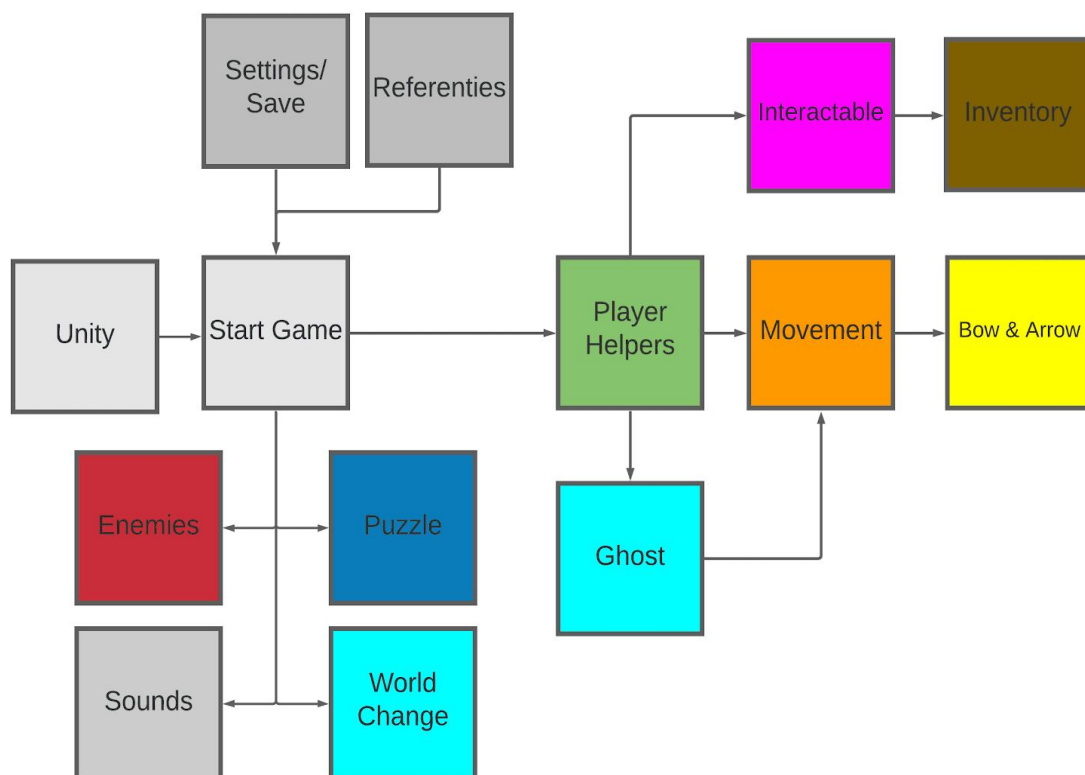 Settings/
Save
Referenties
Interactable
Inventory
Unity
Start Game
Player
Helpers
Movement
Bow & Arrow
Enemies
Puzzle
Ghost
Sounds
World
Change